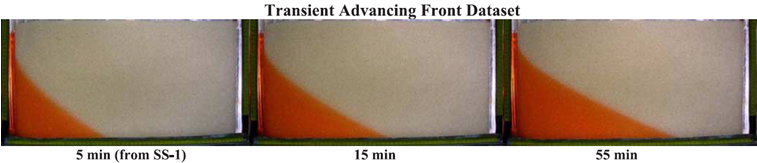 Transient Advancing Front Dataset
5 min (from SS-1)
15 min
55 min